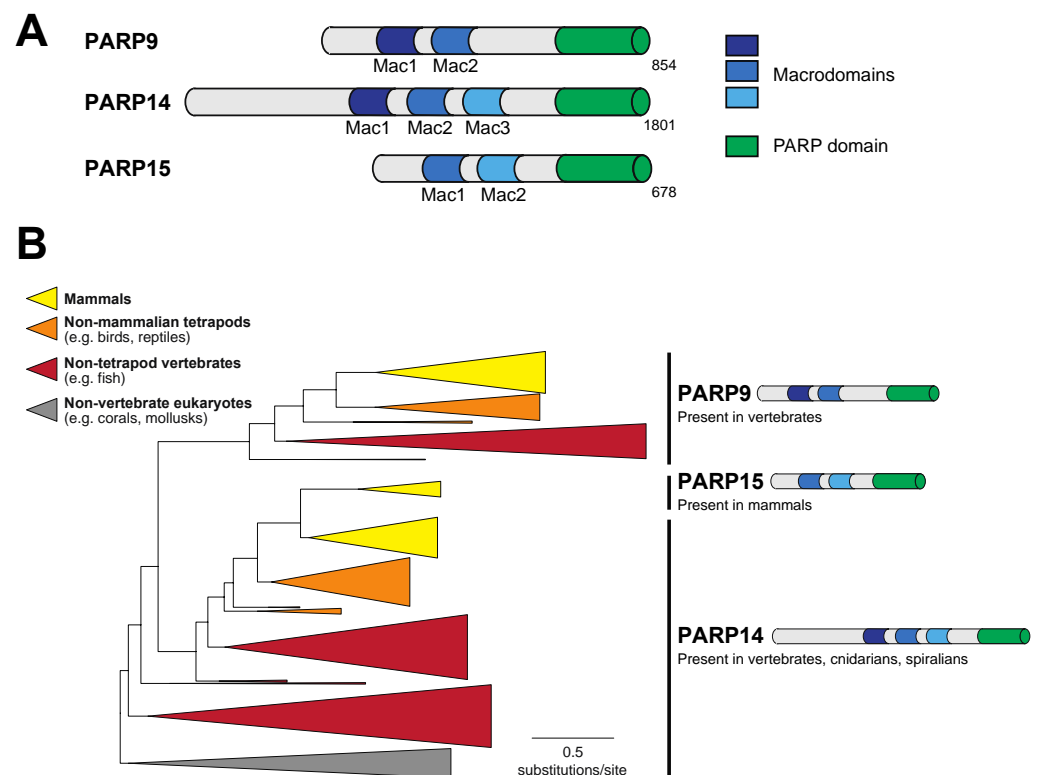 A
PARP9
Mac1 Mac2
854
Macrodomains
PARP14
Mac1 Mac2 Mac3
1801
PARP domain
PARP15
Mac1 Mac2
678
B
Mammals
Non-mammalian tetrapods
(e.g. birds, reptiles)
Non-tetrapod vertebrates
(e.g. fish)
Non-vertebrate eukaryotes
(e.g. corals, mollusks)
PARP9
Present in vertebrates
PARP15
Present in mammals
PARP14
Present in vertebrates, cnidarians, spiralians
0.5
substitutions/site